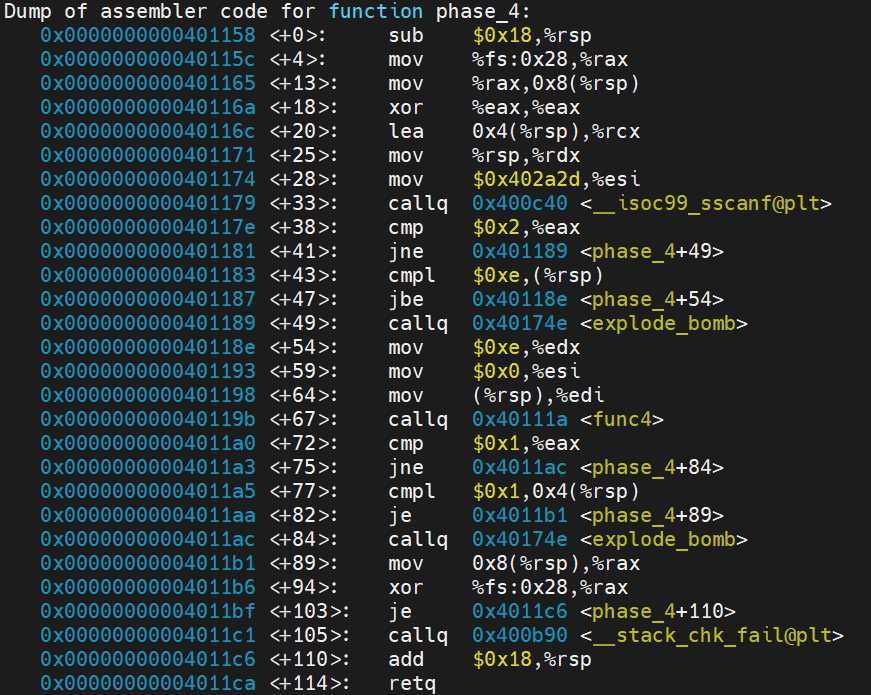 Dump of assembler code for function phase_4:
0x0000000000401158 <+0>: sub $0x18,%rsp
0x000000000040115c <+4>: mov %fs:0x28,%rax
0x0000000000401165 <+13>: mov %rax,0x8(%rsp)
0x000000000040116a <+18>: xor %eax,%eax
0x000000000040116c <+20>: lea 0x4(%rsp),%rcx
0x0000000000401171 <+25>: mov %rsp,%rdx
0x0000000000401174 <+28>: mov $0x402a2d,%esi
0x0000000000401179 <+33>: callq 0x400c40 <__isoc99_sscanf@plt>
0x000000000040117e <+38>: cmp $0x2,%eax
0x0000000000401181 <+41>: jne 0x401189 <phase_4+49>
0x0000000000401183 <+43>: cmpl $0xe,(%rsp)
0x0000000000401187 <+47>: jbe 0x40118e <phase_4+54>
0x0000000000401189 <+49>: callq 0x40174e <explode_bomb>
0x000000000040118e <+54>: mov $0xe,%edx
0x0000000000401193 <+59>: mov $0x0,%esi
0x0000000000401198 <+64>: mov (%rsp),%edi
0x000000000040119b <+67>: callq 0x40111a <func4>
0x00000000004011a0 <+72>: cmp $0x1,%eax
0x00000000004011a3 <+75>: jne 0x4011ac <phase_4+84>
0x00000000004011a5 <+77>: cmpl $0x1,0x4(%rsp)
0x00000000004011aa <+82>: je 0x4011b1 <phase_4+89>
0x00000000004011ac <+84>: callq 0x40174e <explode_bomb>
0x00000000004011b1 <+89>: mov 0x8(%rsp),%rax
0x00000000004011b6 <+94>: xor %fs:0x28,%rax
0x00000000004011bf <+103>: je 0x4011c6 <phase_4+110>
0x00000000004011c1 <+105>: callq 0x400b90 <__stack_chk_fail@plt>
0x00000000004011c6 <+110>: add $0x18,%rsp
0x00000000004011ca <+114>: retq